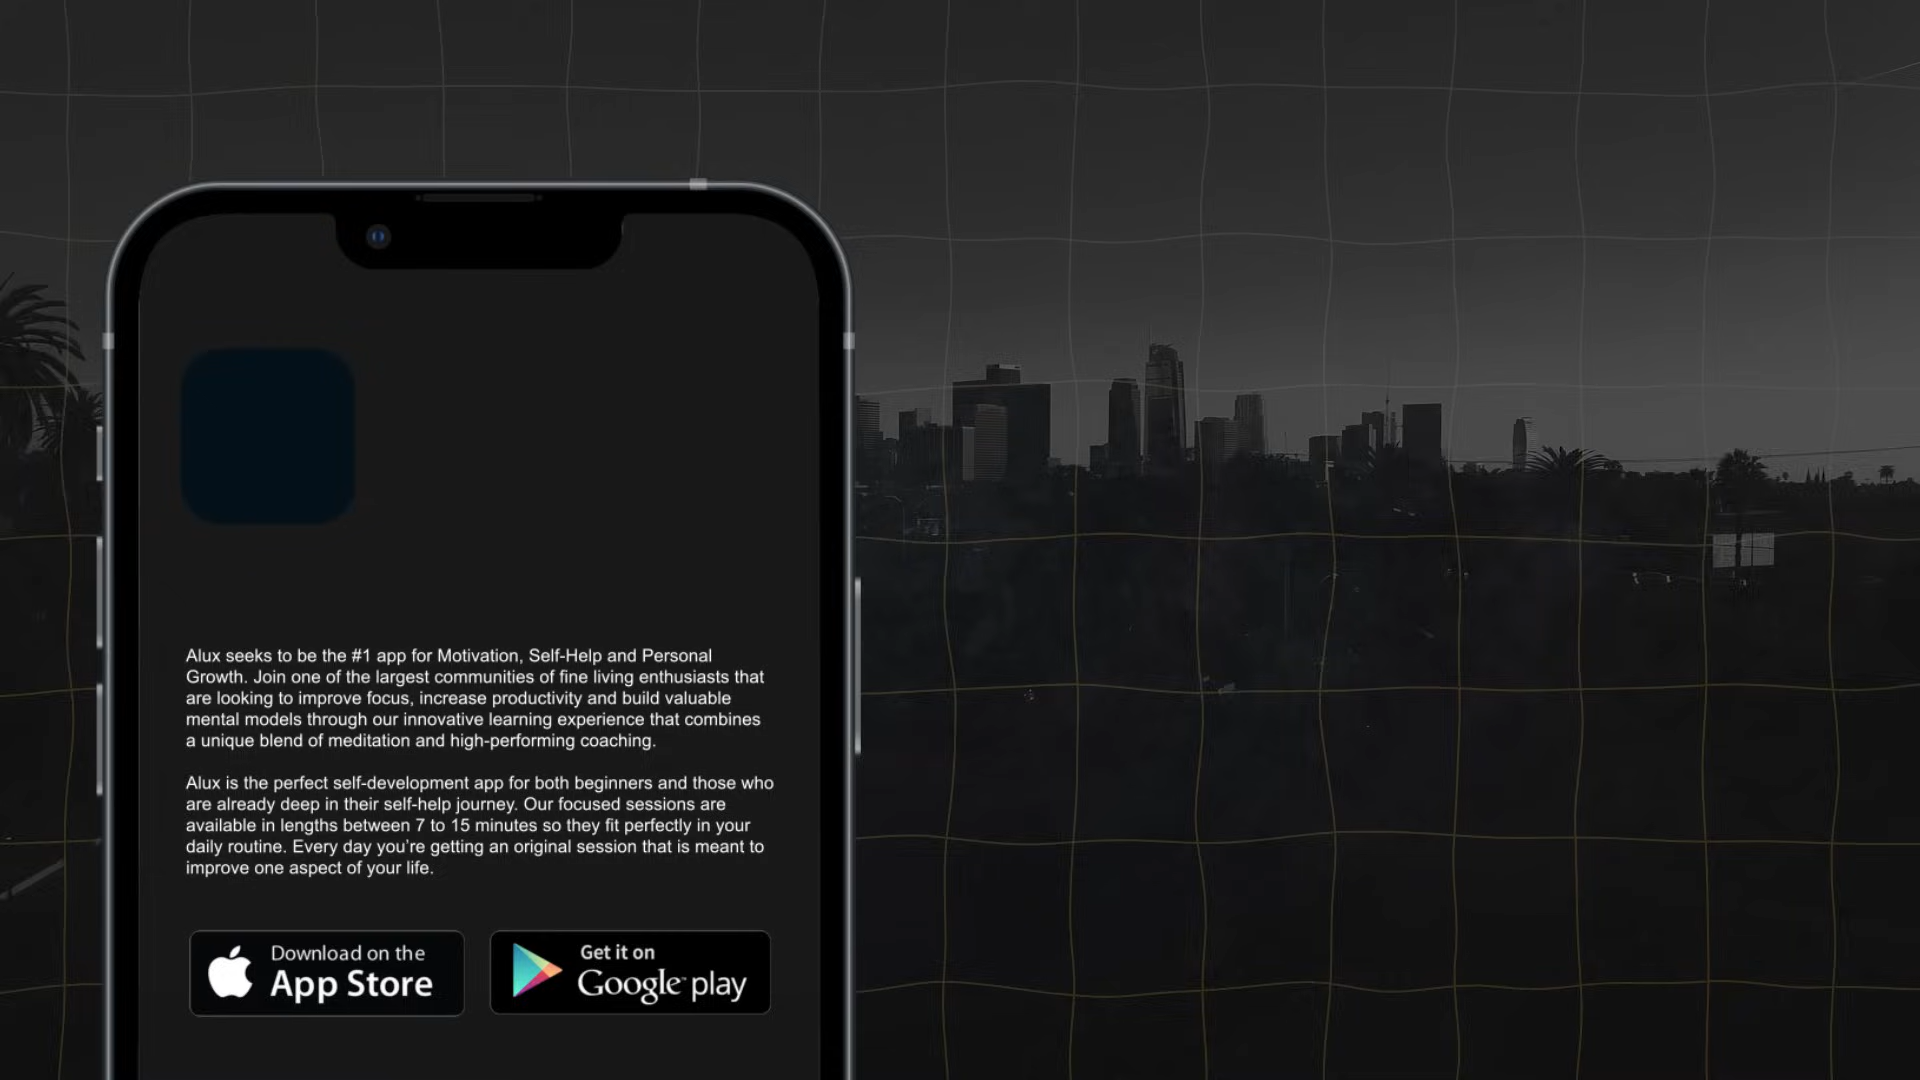 Alux seeks to be the #1 app for Motivation, Self-Help and Personal
Growth. Join one of the largest communities of fine living enthusiasts that
are looking to improve focus, increase productivity and build valuable
mental models through our innovative learning experience that combines
a unique blend of meditation and high-performing coaching.
Alux is the perfect self-development app for both beginners and those who
are already deep in their self-help journey. Our focused sessions are
available in lengths between 7 to 15 minutes so they fit perfectly in your
daily routine. Every day you’re getting an original session that is meant to
improve one aspect of your life.
Download on the
App Store
Get it on
Google play